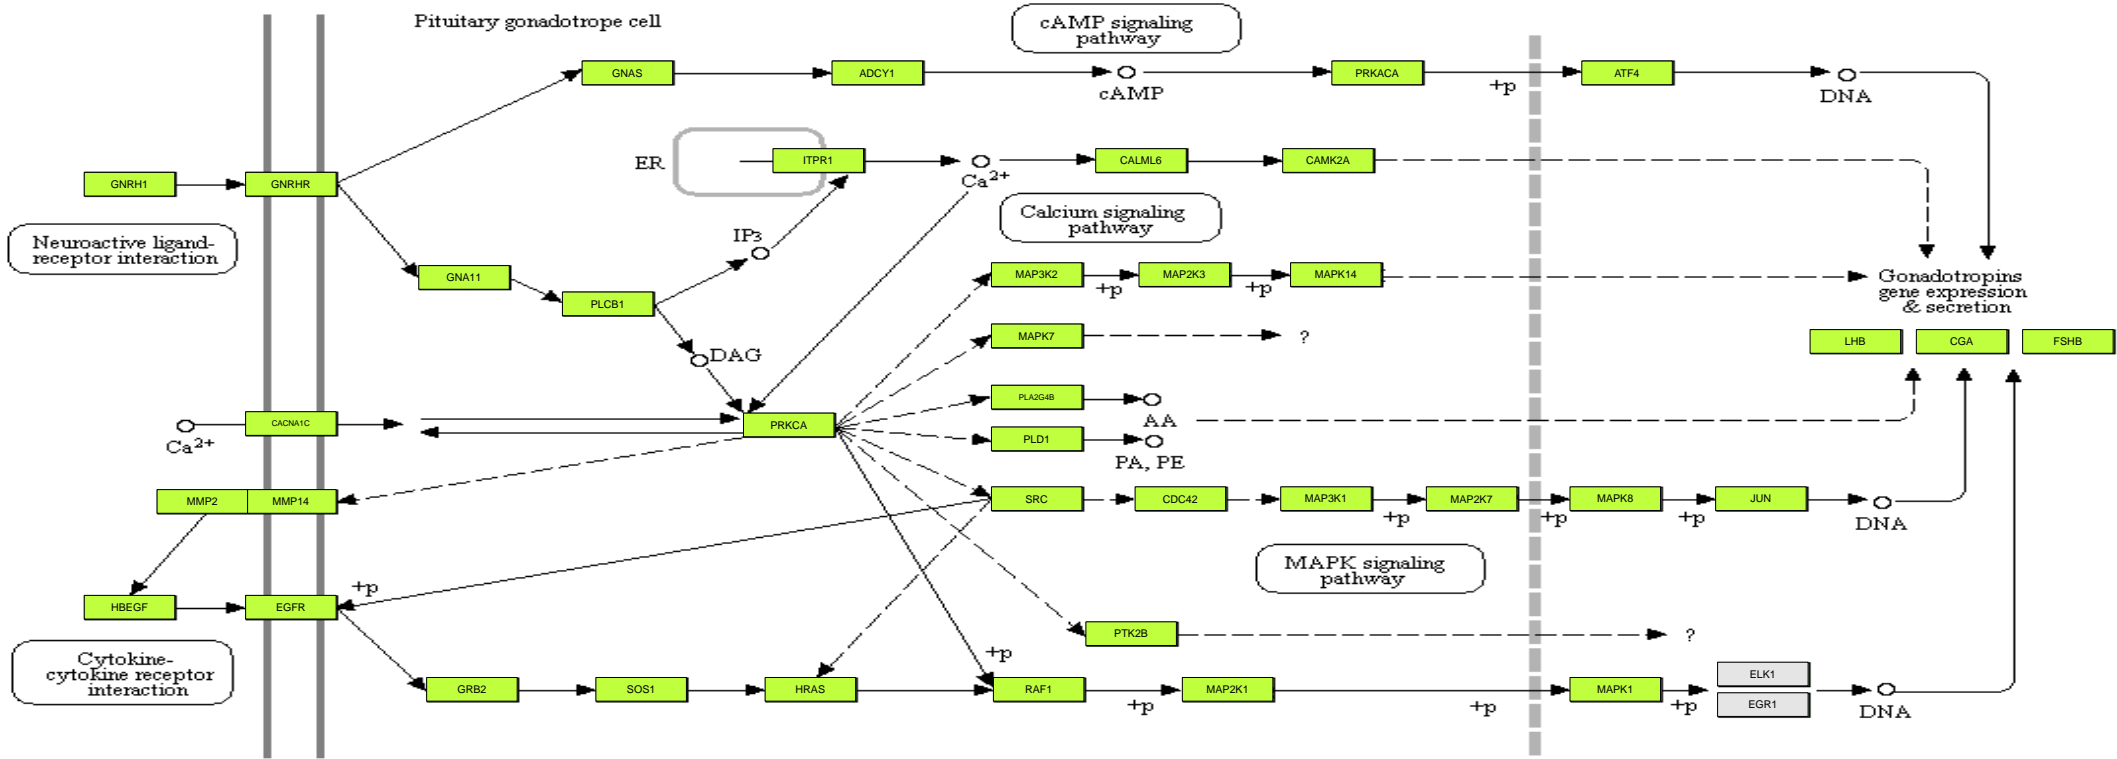 Pituitary gonadotrope cell
cAMP signaling
pathway
GNAS
ADCY1
cAMP
PRKACA
+p
ATF4
DNA
ER
ITPR1
Ca2+
CALML6
CAMK2A
GNRH1
GNRHR
Neuroactive ligand-
receptor interaction
Calcium signaling
pathway
IP3
GNA11
PLCB1
MAP3K2
+p
MAP2K3
+p
MAPK14
Gonadotropins
gene expression
& secretion
DAG
MAPK7
?
LHB
CGA
FSHB
Ca2+
CACNA1C
PRKCA
PLA2G4B
AA
PLD1
PA, PE
MMP2
MMP14
SRC
CDC42
MAP3K1
+p
MAP2K7
+p
MAPK8
+p
JUN
DNA
MAPK signaling
pathway
HBEGF
EGFR
+p
PTK2B
?
Cytokine-
cytokine receptor
interaction
GRB2
SOS1
HRAS
+p
RAF1
+p
MAP2K1
+p
MAPK1
+p
ELK1
EGR1
DNA